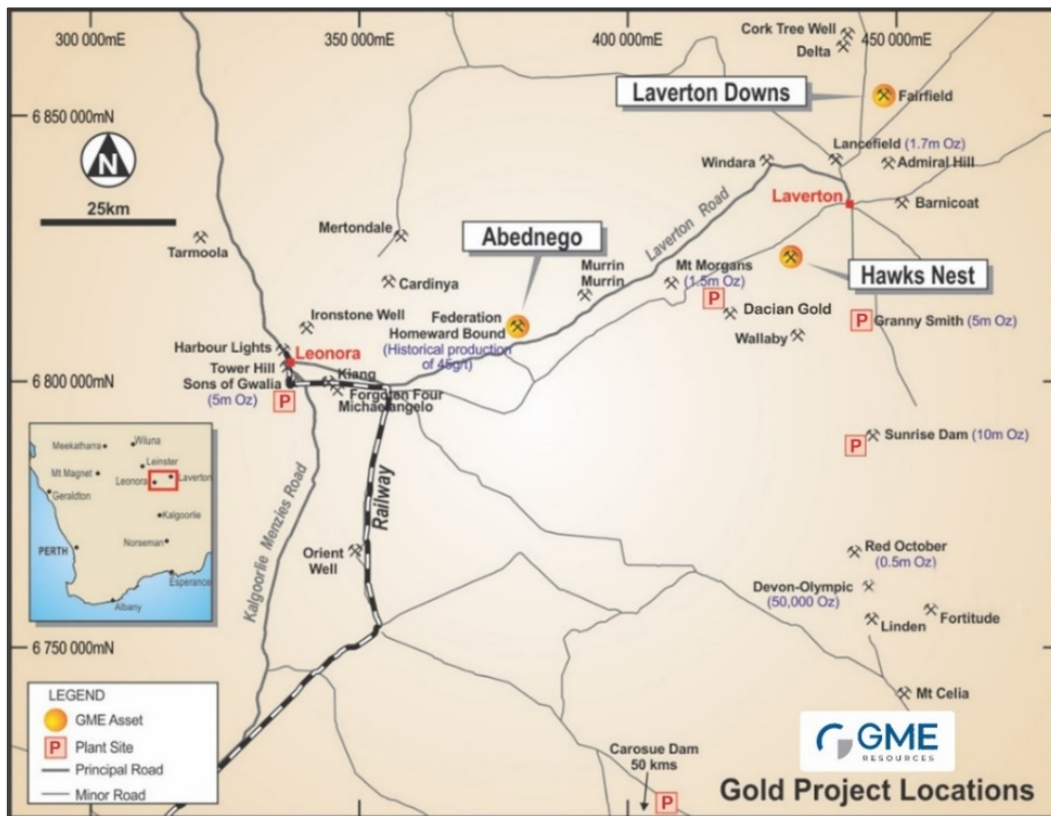 300 000mE
350 000mE
400 000mE
450 000mE
Cork Tree Well
Delta
Laverton Downs
Fairfield
6 850 000mN
N
25km
Lancefield (1.7m Oz)
Windara
Admiral Hill
Laverton
Barnicoat
Mertondale
Tarmoola
Abednego
Laverton Road
Hawks Nest
Cardinya
Murrin
Murrin
Mt Morgans
(1.5m Oz)
P
Dacian Gold
Ironstone Well
Federation
Homeward Bound
(Historical production
of 45g/t)
P
Granny Smith (5m Oz)
Wallaby
Harbour Lights
Leonora
Tower Hill
Kiang
Sons of Gwalia
(5m Oz)
P
6 800 000mN
Forgotten Four
Michaelangelo
P
Sunrise Dam (10m Oz)
Meekatharra
Wiluna
Leinster
Mt Magnet
Leonora
Laverton
Geraldton
Kalgoorlie
PERTH
Norseman
Esperance
Albany
Kalgoorlie Menzies Road
Railway
Orient
Well
Red October
(0.5m Oz)
Devon-Olympic
(50,000 Oz)
Linden
Fortitude
6 750 000mN
Mt Celia
LEGEND
GME Asset
P
Plant Site
Principal Road
Minor Road
Carosue Dam
50 kms
P
GME
RESOURCES
Gold Project Locations